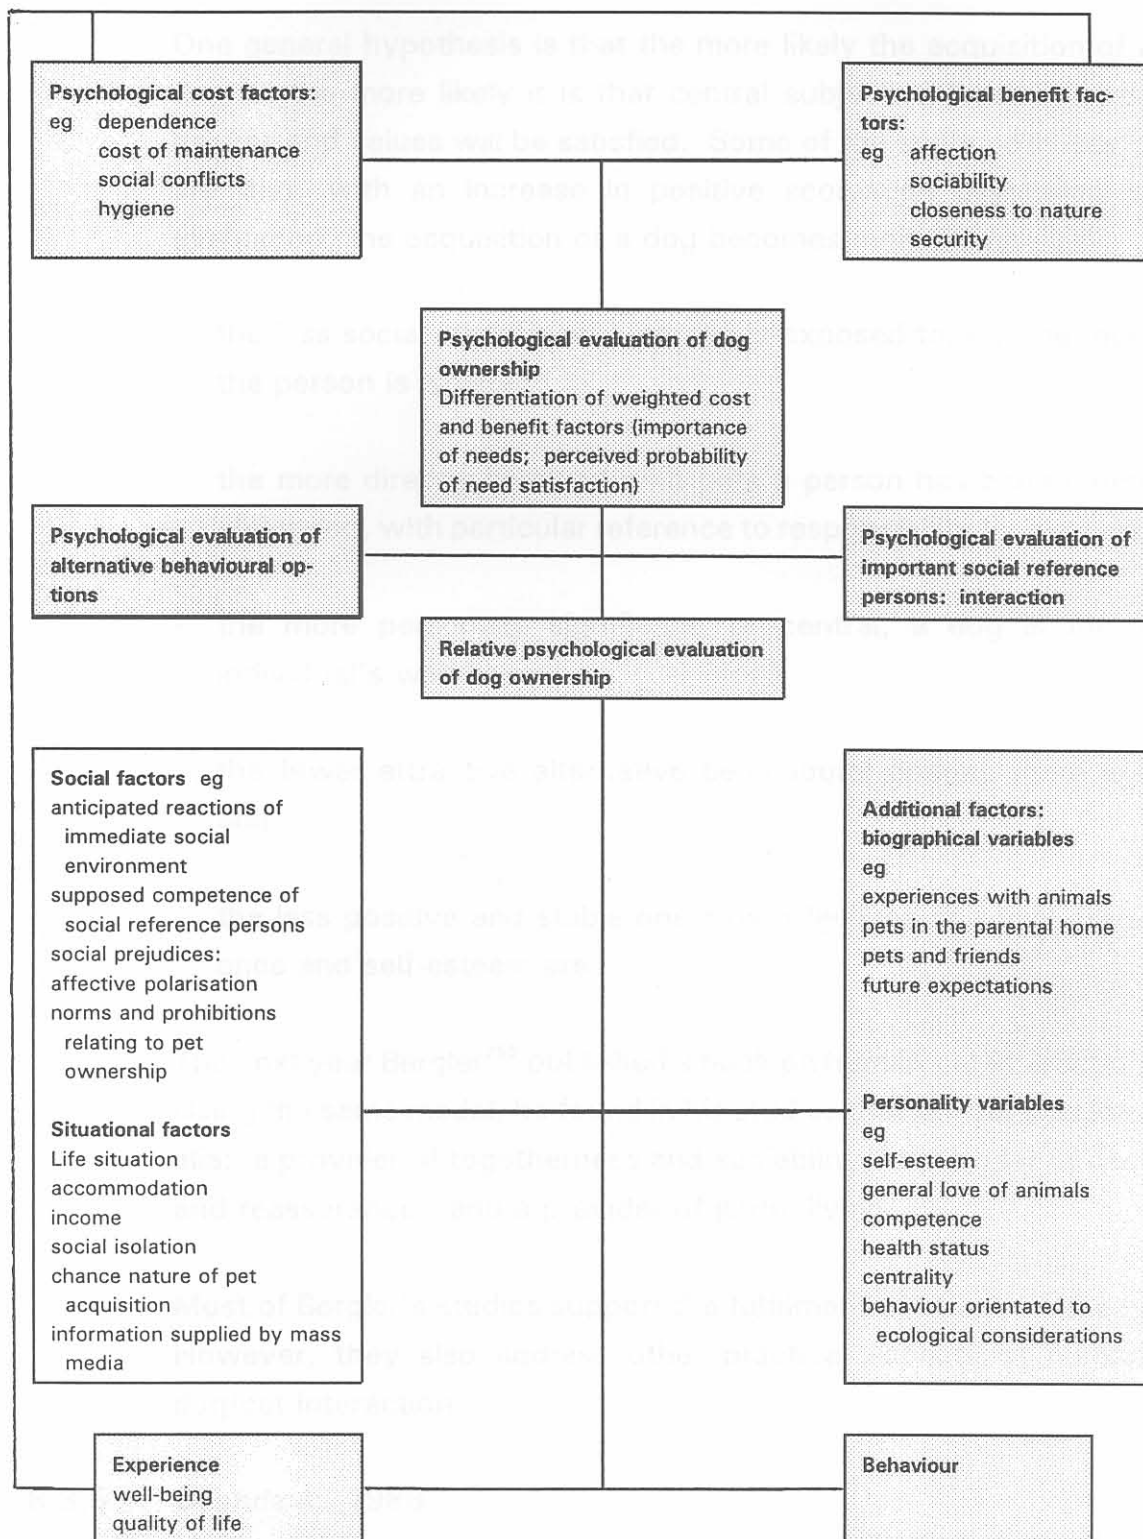 Psychological cost factors:
eg dependence
cost of maintenance
social conflicts
hygiene
Psychological benefit fac-
tors:
eg affection
sociability
closeness to nature
security
Psychological evaluation of dog
ownership
Differentiation of weighted cost
and benefit factors (importance
of needs; perceived probability
of need satisfaction)
Psychological evaluation of
alternative behavioural op-
tions
Psychological evaluation of
important social reference
persons: interaction
Relative psychological evaluation
of dog ownership
Social factors eg
anticipated reactions of
immediate social
environment
supposed competence of
social reference persons
social prejudices:
affective polarisation
norms and prohibitions
relating to pet
ownership
Situational factors
Life situation
accommodation
income
social isolation
chance nature of pet
acquisition
information supplied by mass
media
Additional factors:
biographical variables
eg
experiences with animals
pets in the parental home
pets and friends
future expectations
Personality variables
eg
self-esteem
general love of animals
competence
health status
centrality
behaviour orientated to
ecological considerations
Experience
well-being
quality of life
Behaviour